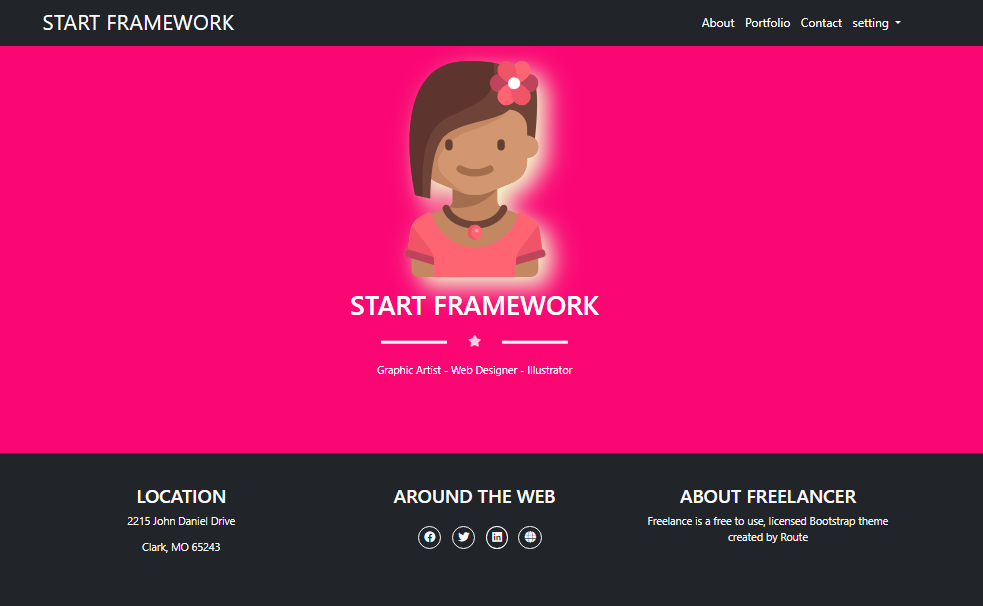 START FRAMEWORK
About Portfolio Contact setting
START FRAMEWORK
Graphic Artist - Web Designer - Illustrator
LOCATION
2215 John Daniel Drive
Clark, MO 65243
AROUND THE WEB
ABOUT FREELANCER
Freelance is a free to use, licensed Bootstrap theme
created by Route